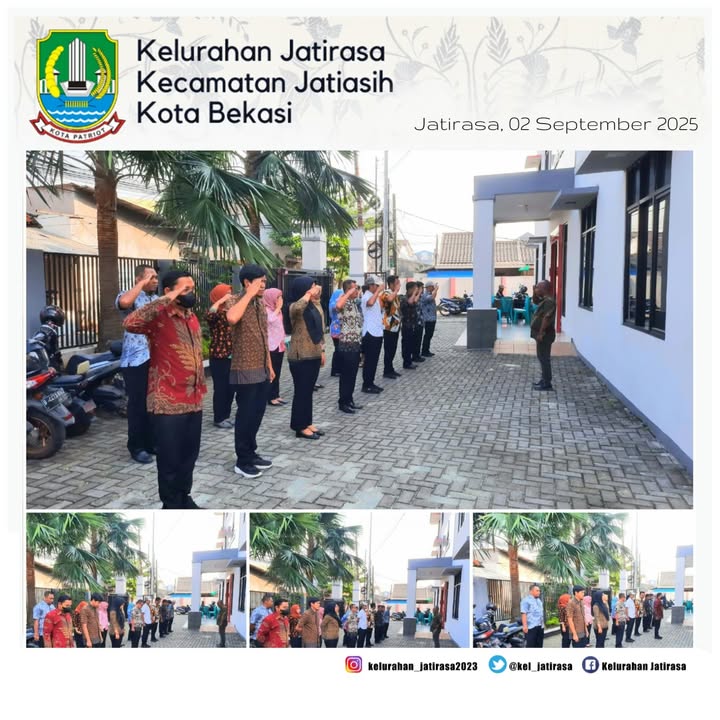 Kelurahan Jatirasa
Kecamatan Jatiasih
Kota Bekasi
KOTA PATRIOT
Jatirasa, 02 September 2025
kelurahan_jatirasa2023 @kel_jatirasa Kelurahan Jatirasa